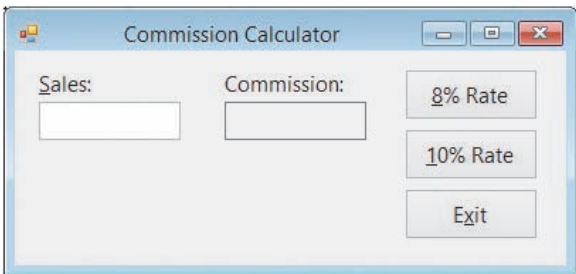 Commission Calculator
Sales:
Commission:
8% Rate
10% Rate
Exit